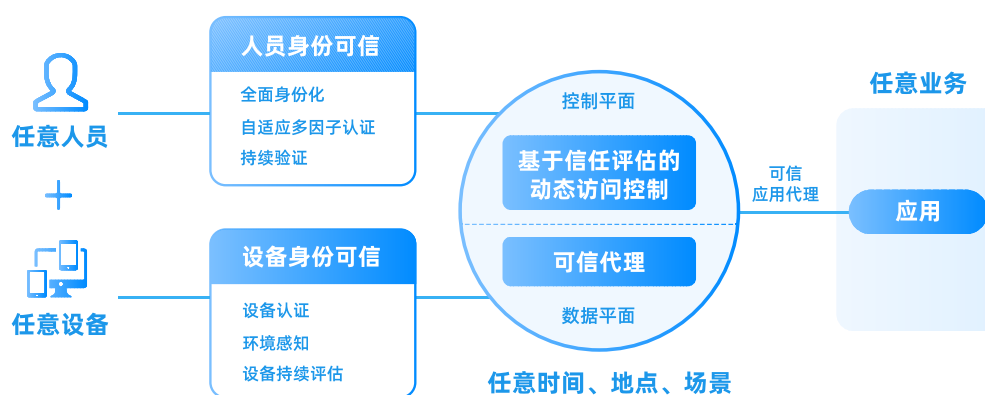 任意人员
任意设备
人员身份可信
全面身份化
自适应多因子认证
持续验证
设备身份可信
设备认证
环境感知
设备持续评估
控制平面
基于信任评估的
动态访问控制
可信代理
数据平面
任意时间、地点、场景
可信
应用代理
任意业务
应用